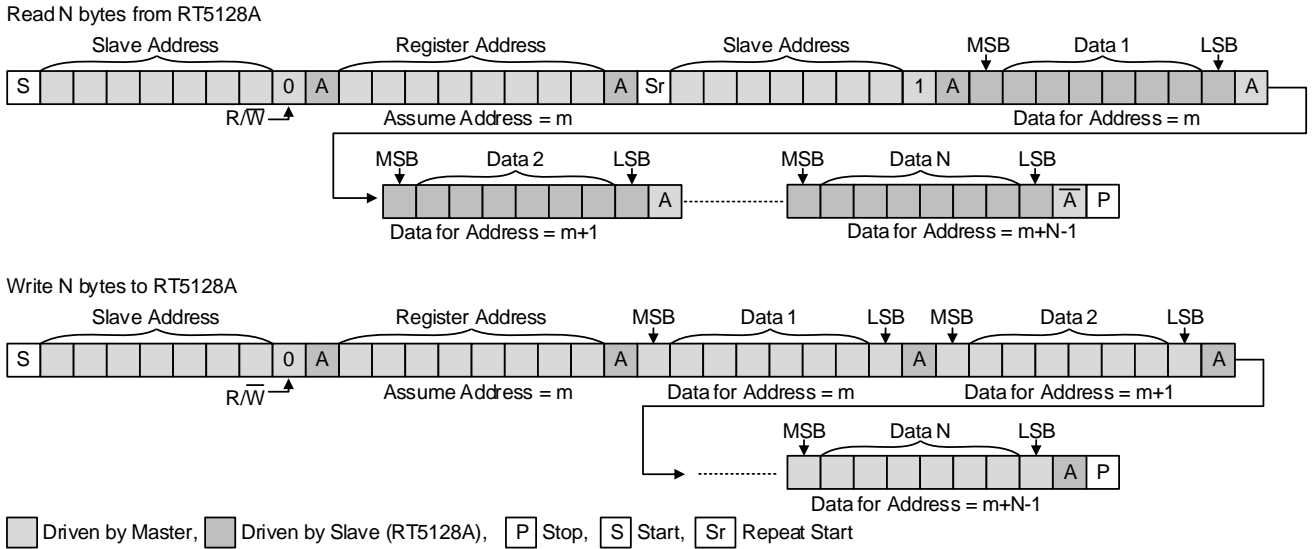 Read N bytes from RT5128A
Slave Address Register Address Slave Address MSB Data 1 LSB
S 0 A A Sr 1 A A
R/W̅ Assume Address = m Data for Address = m
MSB Data 2 LSB MSB Data N LSB
A A̅ P
Data for Address = m+1 Data for Address = m+N-1
Write N bytes to RT5128A
Slave Address Register Address MSB Data 1 LSB MSB Data 2 LSB
S 0 A A A A
R/W̅ Assume Address = m Data for Address = m Data for Address = m+1
MSB Data N LSB
A P
Data for Address = m+N-1
Driven by Master, Driven by Slave (RT5128A), P Stop, S Start, Sr Repeat Start